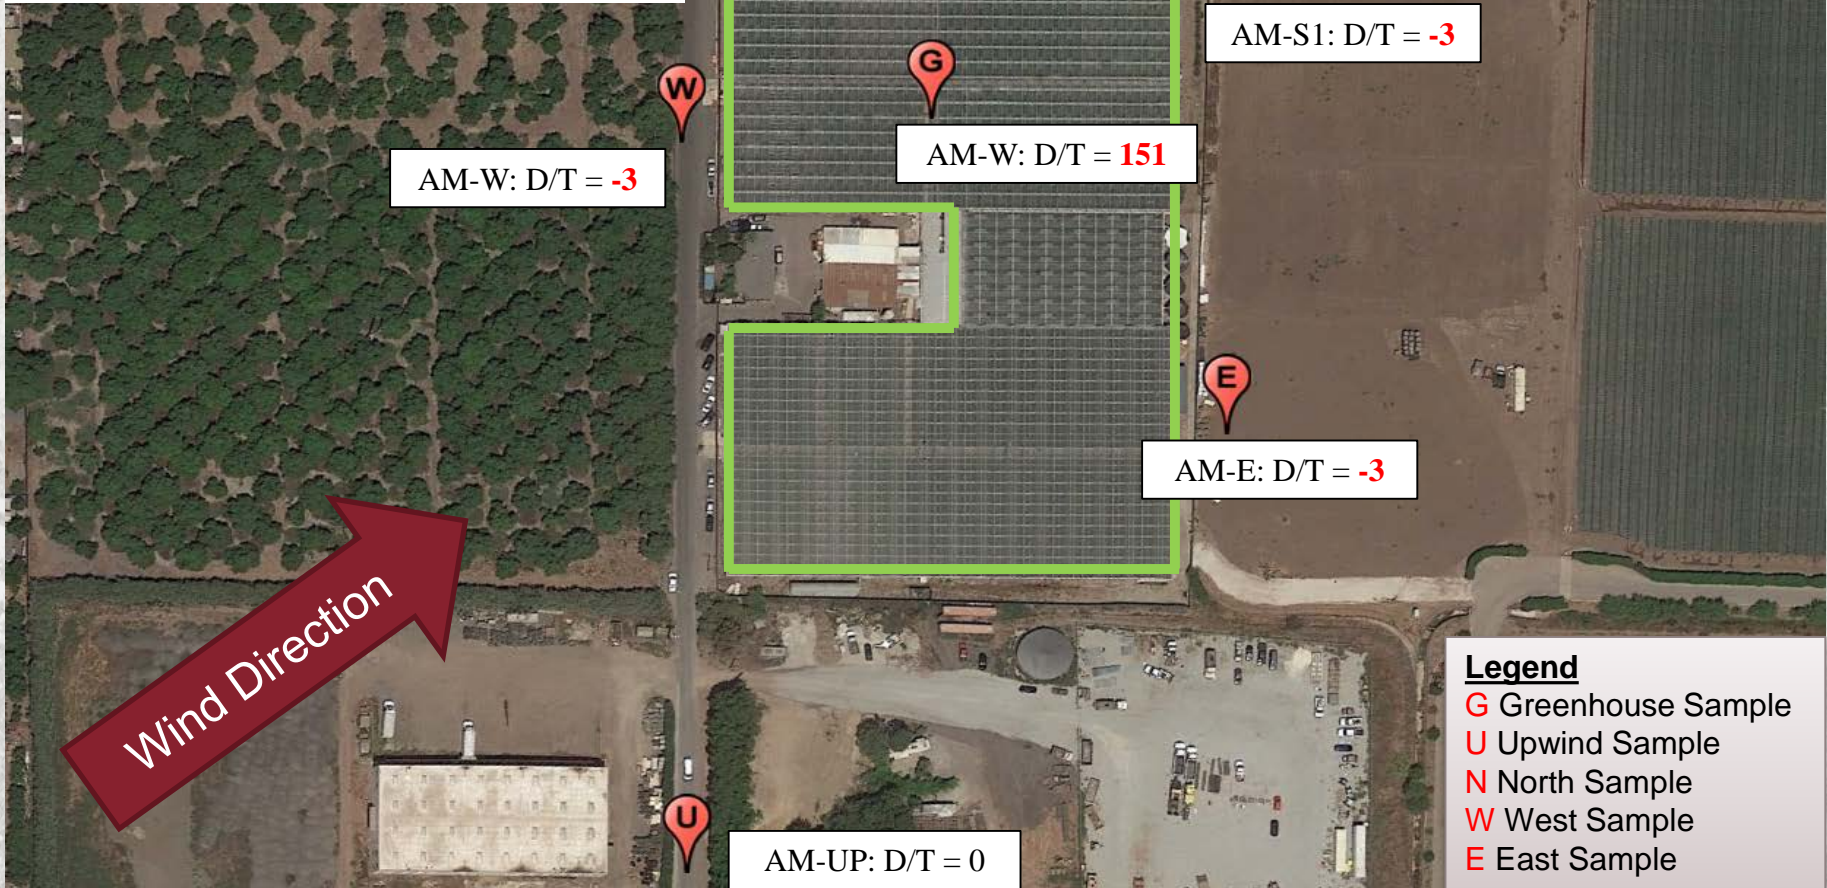 AM-S1: D/T = -3
G
W
AM-W: D/T = 151
AM-W: D/T = -3
E
AM-E: D/T = -3
Wind Direction
U
AM-UP: D/T = 0
Legend
G Greenhouse Sample
U Upwind Sample
N North Sample
W West Sample
E East Sample